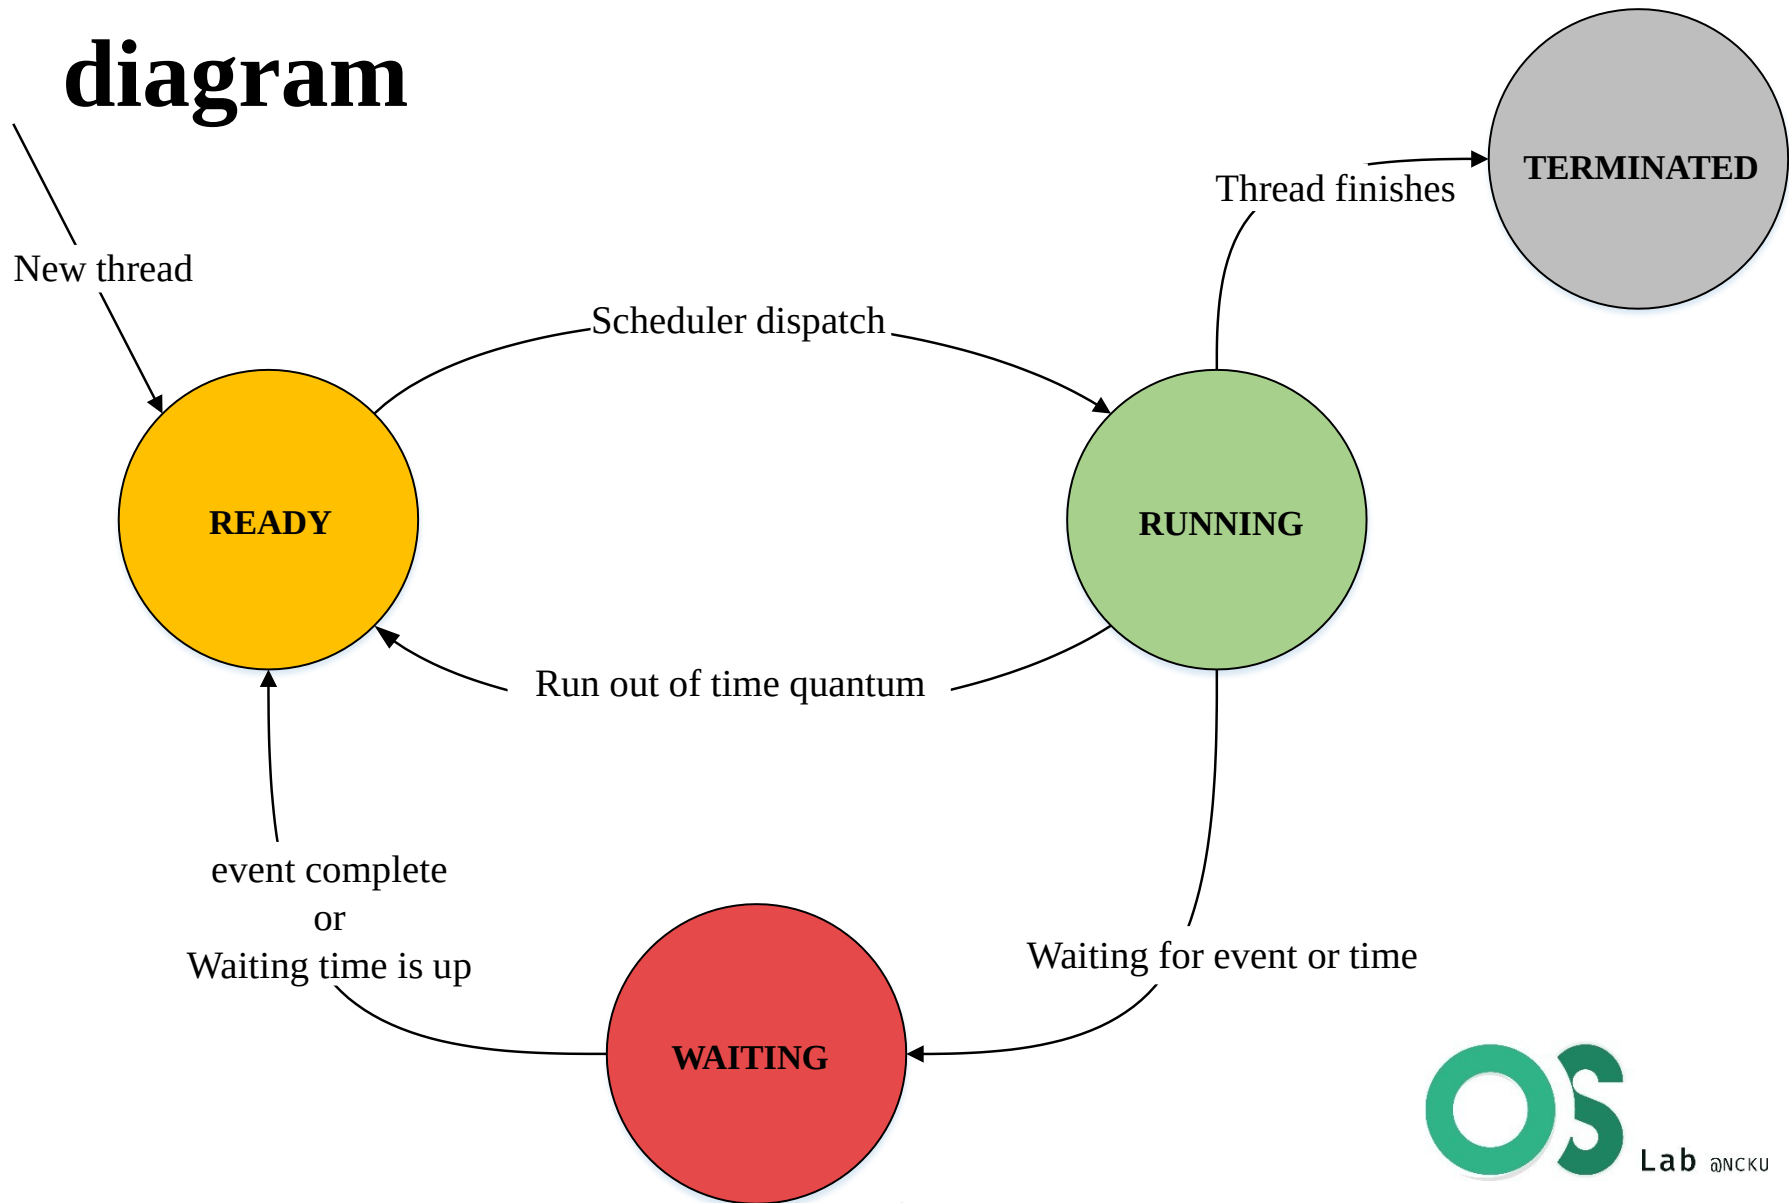 diagram
TERMINATED
Thread finishes
New thread
Scheduler dispatch
READY
RUNNING
Run out of time quantum
event complete
or
Waiting time is up
Waiting for event or time
WAITING
OS Lab @NCKU